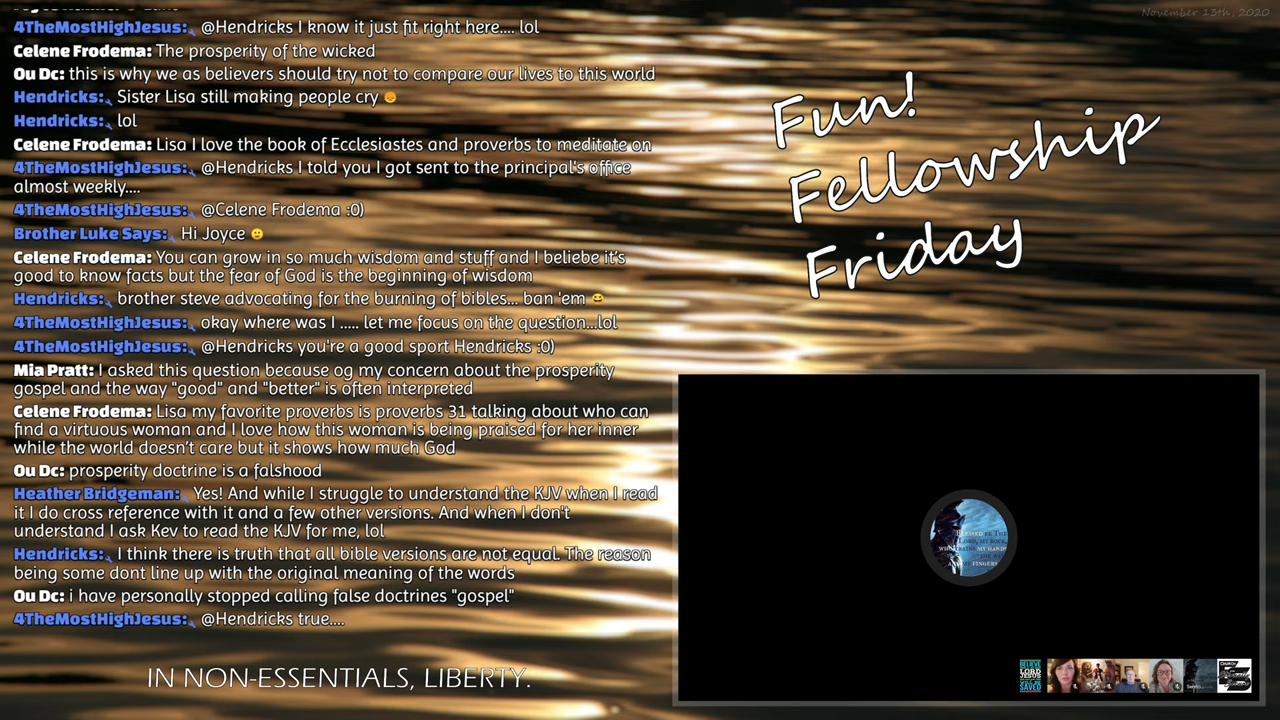 November 13th, 2020
4TheMostHighJesus: @Hendricks I know it just fit right here.... lol
Celene Frodema: The prosperity of the wicked
Ou Dc: this is why we as believers should try not to compare our lives to this world
Hendricks: Sister Lisa still making people cry 😞
Hendricks: lol
Celene Frodema: Lisa I love the book of Ecclesiastes and proverbs to meditate on
4TheMostHighJesus: @Hendricks I told you I got sent to the principal's office
almost weekly....
4TheMostHighJesus: @Celene Frodema :0)
Brother Luke Says: Hi Joyce 🙂
Celene Frodema: You can grow in so much wisdom and stuff and I beliebe it's
good to know facts but the fear of God is the beginning of wisdom
Hendricks: brother steve advocating for the burning of bibles... ban 'em 😂
4TheMostHighJesus: okay where was I ..... let me focus on the question...lol
4TheMostHighJesus: @Hendricks you're a good sport Hendricks :0)
Mia Pratt: I asked this question because og my concern about the prosperity
gospel and the way "good" and "better" is often interpreted
Celene Frodema: Lisa my favorite proverbs is proverbs 31 talking about who can
find a virtuous woman and I love how this woman is being praised for her inner
while the world doesn't care but it shows how much God
Ou Dc: prosperity doctrine is a falshood
Heather Bridgeman: Yes! And while I struggle to understand the KJV when I read
it I do cross reference with it and a few other versions. And when I don't
understand I ask Kev to read the KJV for me, lol
Hendricks: I think there is truth that all bible versions are not equal. The reason
being some dont line up with the original meaning of the words
Ou Dc: i have personally stopped calling false doctrines "gospel"
4TheMostHighJesus: @Hendricks true....
IN NON-ESSENTIALS, LIBERTY.
Fun!
Fellowship
Friday
BLESSED BE THE
LORD, MY ROCK,
MY HANDS
FINGERS
BELIEVE
LORD
JESUS
SAVED
CHURCH